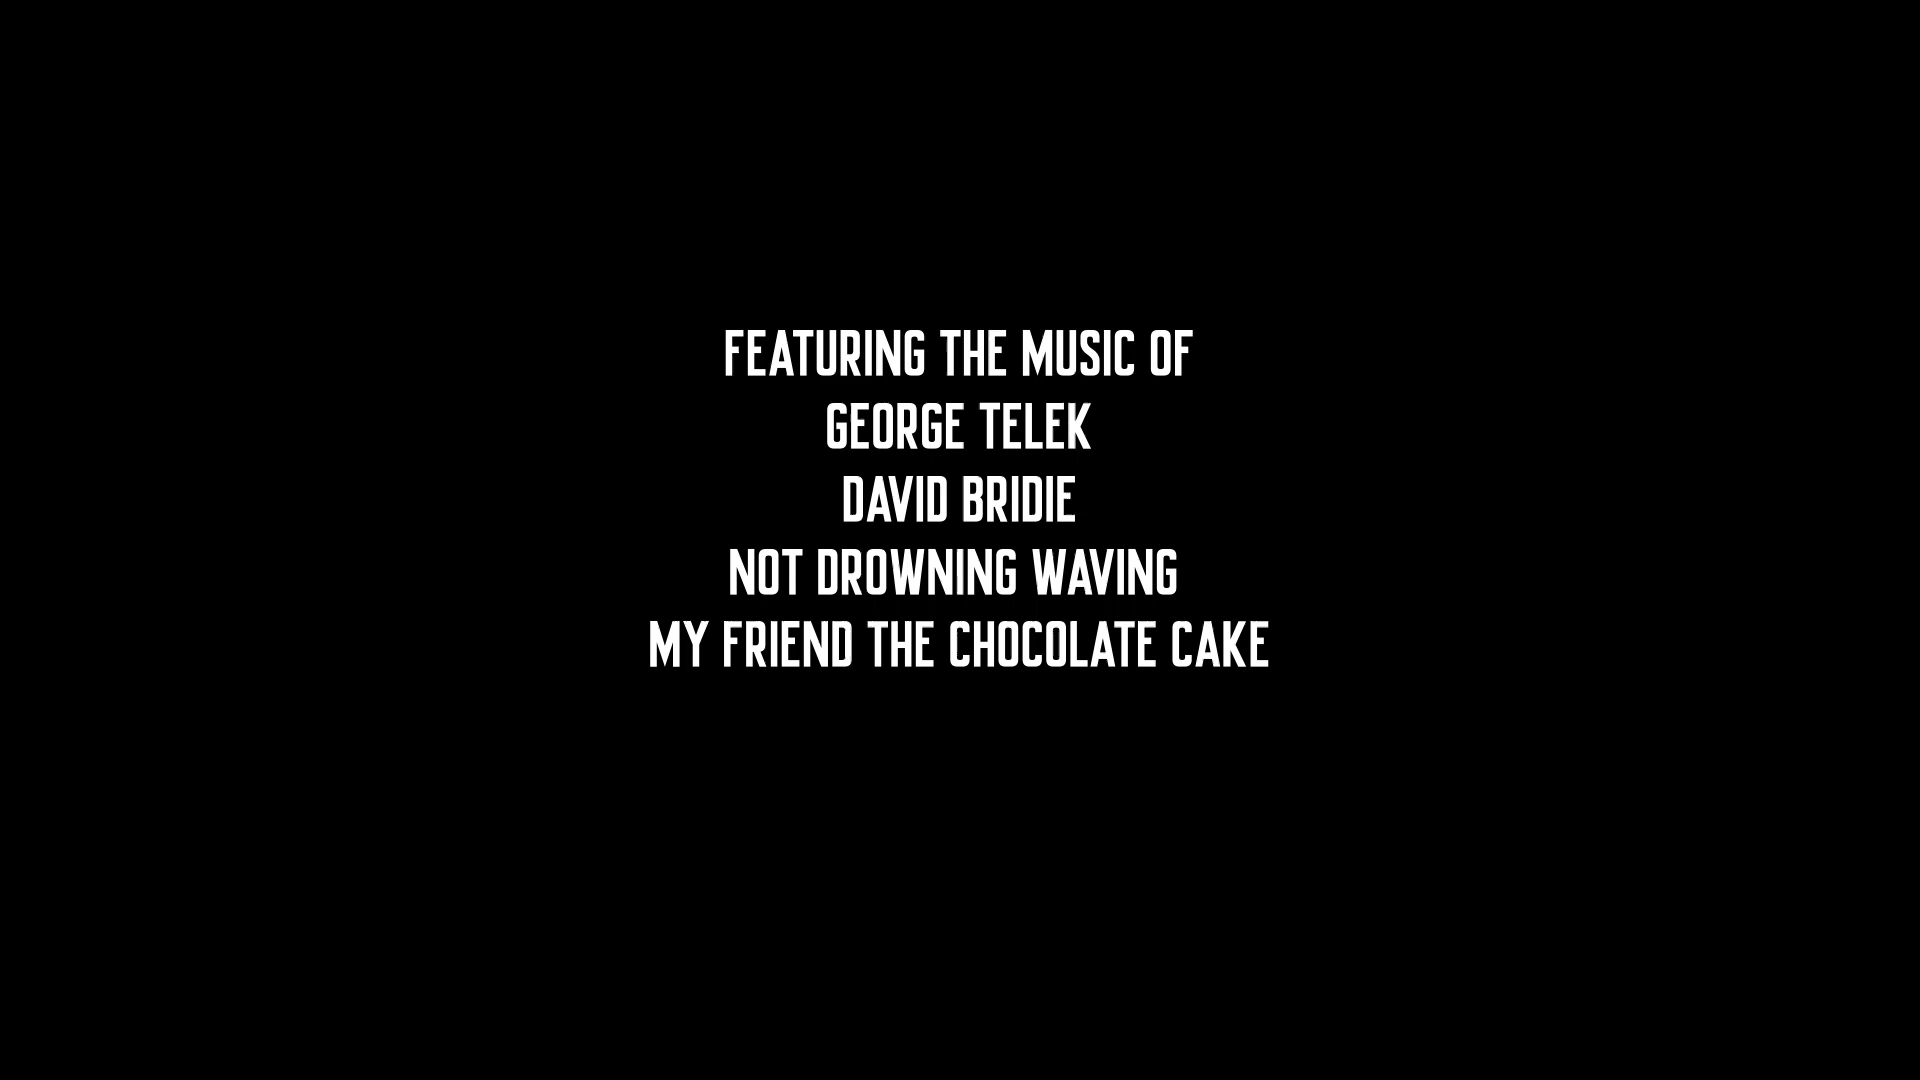 FEATURING THE MUSIC OF
GEORGE TELEK
DAVID BRIDIE
NOT DROWNING WAVING
MY FRIEND THE CHOCOLATE CAKE